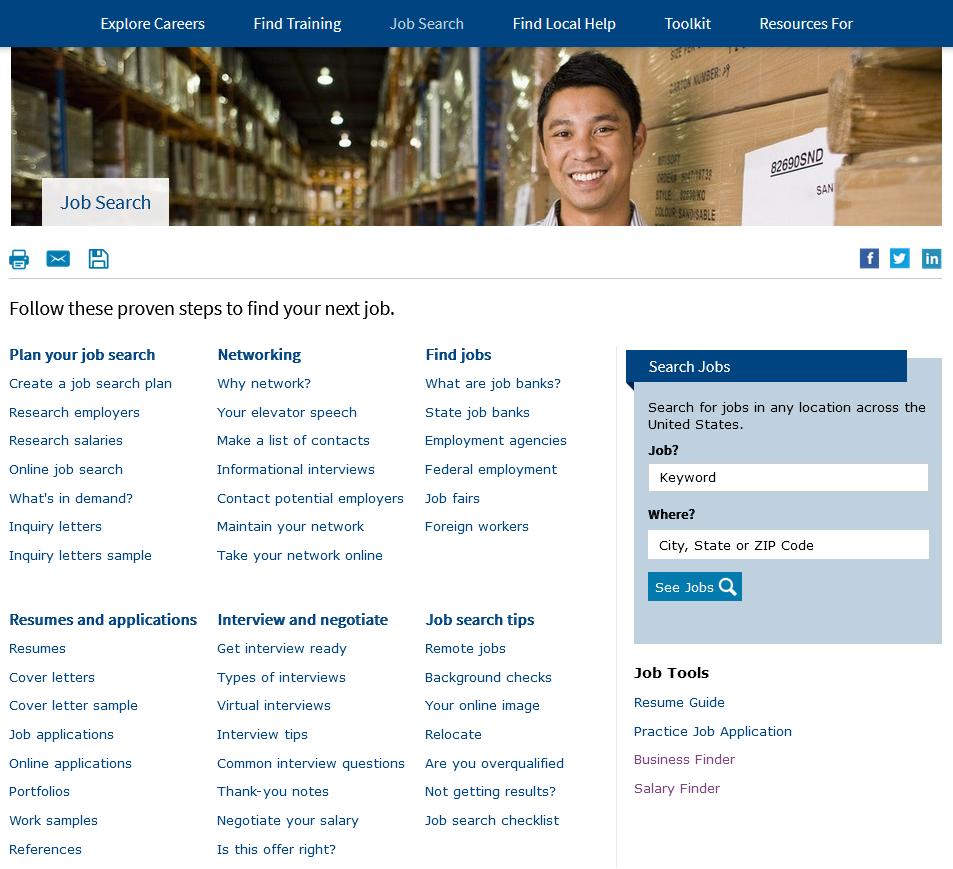 Explore Careers Find Training Job Search Find Local Help Toolkit Resources For
SIZE PER
CARTON NUMBER:
82690SND
SAN
STYLE:
COLOUR: SAND/SABLE
Job Search
Follow these proven steps to find your next job.
Plan your job search
Create a job search plan
Research employers
Research salaries
Online job search
What's in demand?
Inquiry letters
Inquiry letters sample
Networking
Why network?
Your elevator speech
Make a list of contacts
Informational interviews
Contact potential employers
Maintain your network
Take your network online
Find jobs
What are job banks?
State job banks
Employment agencies
Federal employment
Job fairs
Foreign workers
Resumes and applications
Resumes
Cover letters
Cover letter sample
Job applications
Online applications
Portfolios
Work samples
References
Interview and negotiate
Get interview ready
Types of interviews
Virtual interviews
Interview tips
Common interview questions
Thank-you notes
Negotiate your salary
Is this offer right?
Job search tips
Remote jobs
Background checks
Your online image
Relocate
Are you overqualified
Not getting results?
Job search checklist
Search Jobs
Search for jobs in any location across the
United States.
Job?
Keyword
Where?
City, State or ZIP Code
See Jobs
Job Tools
Resume Guide
Practice Job Application
Business Finder
Salary Finder